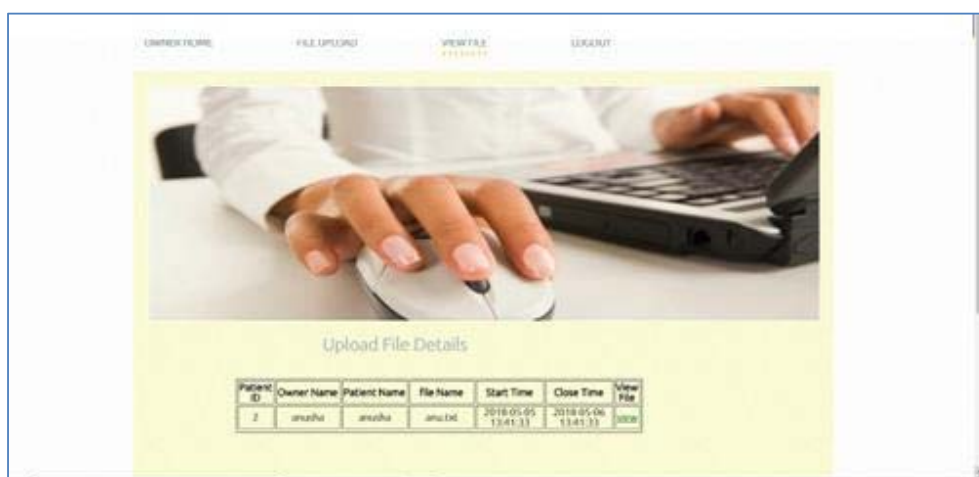 OWNER HOME FILE UPLOAD VIEW FILE LOGOUT
Upload File Details
Patient ID Owner Name Patient Name File Name Start Time Close Time View File
anusha anusha anu.txt 2018-05-05 13:41:33 2018-05-06 13:41:33 view